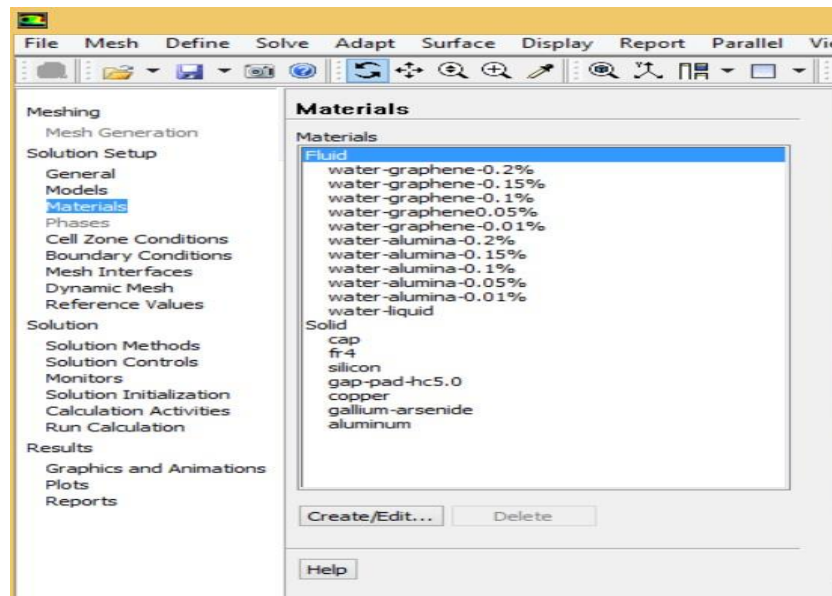 File Mesh Define Solve Adapt Surface Display Report Parallel
Meshing
Mesh Generation
Solution Setup
General
Models
Materials
Phases
Cell Zone Conditions
Boundary Conditions
Mesh Interfaces
Dynamic Mesh
Reference Values
Solution
Solution Methods
Solution Controls
Monitors
Solution Initialization
Calculation Activities
Run Calculation
Results
Graphics and Animations
Plots
Reports
Materials
Materials
Fluid
water-graphene-0.2%
water-graphene-0.15%
water-graphene-0.1%
water-graphene0.05%
water-graphene-0.01%
water-alumina-0.2%
water-alumina-0.15%
water-alumina-0.1%
water-alumina-0.05%
water-alumina-0.01%
water-liquid
Solid
cap
fr4
silicon
gap-pad-hc5.0
copper
gallium-arsenide
aluminum
Create/Edit... Delete
Help